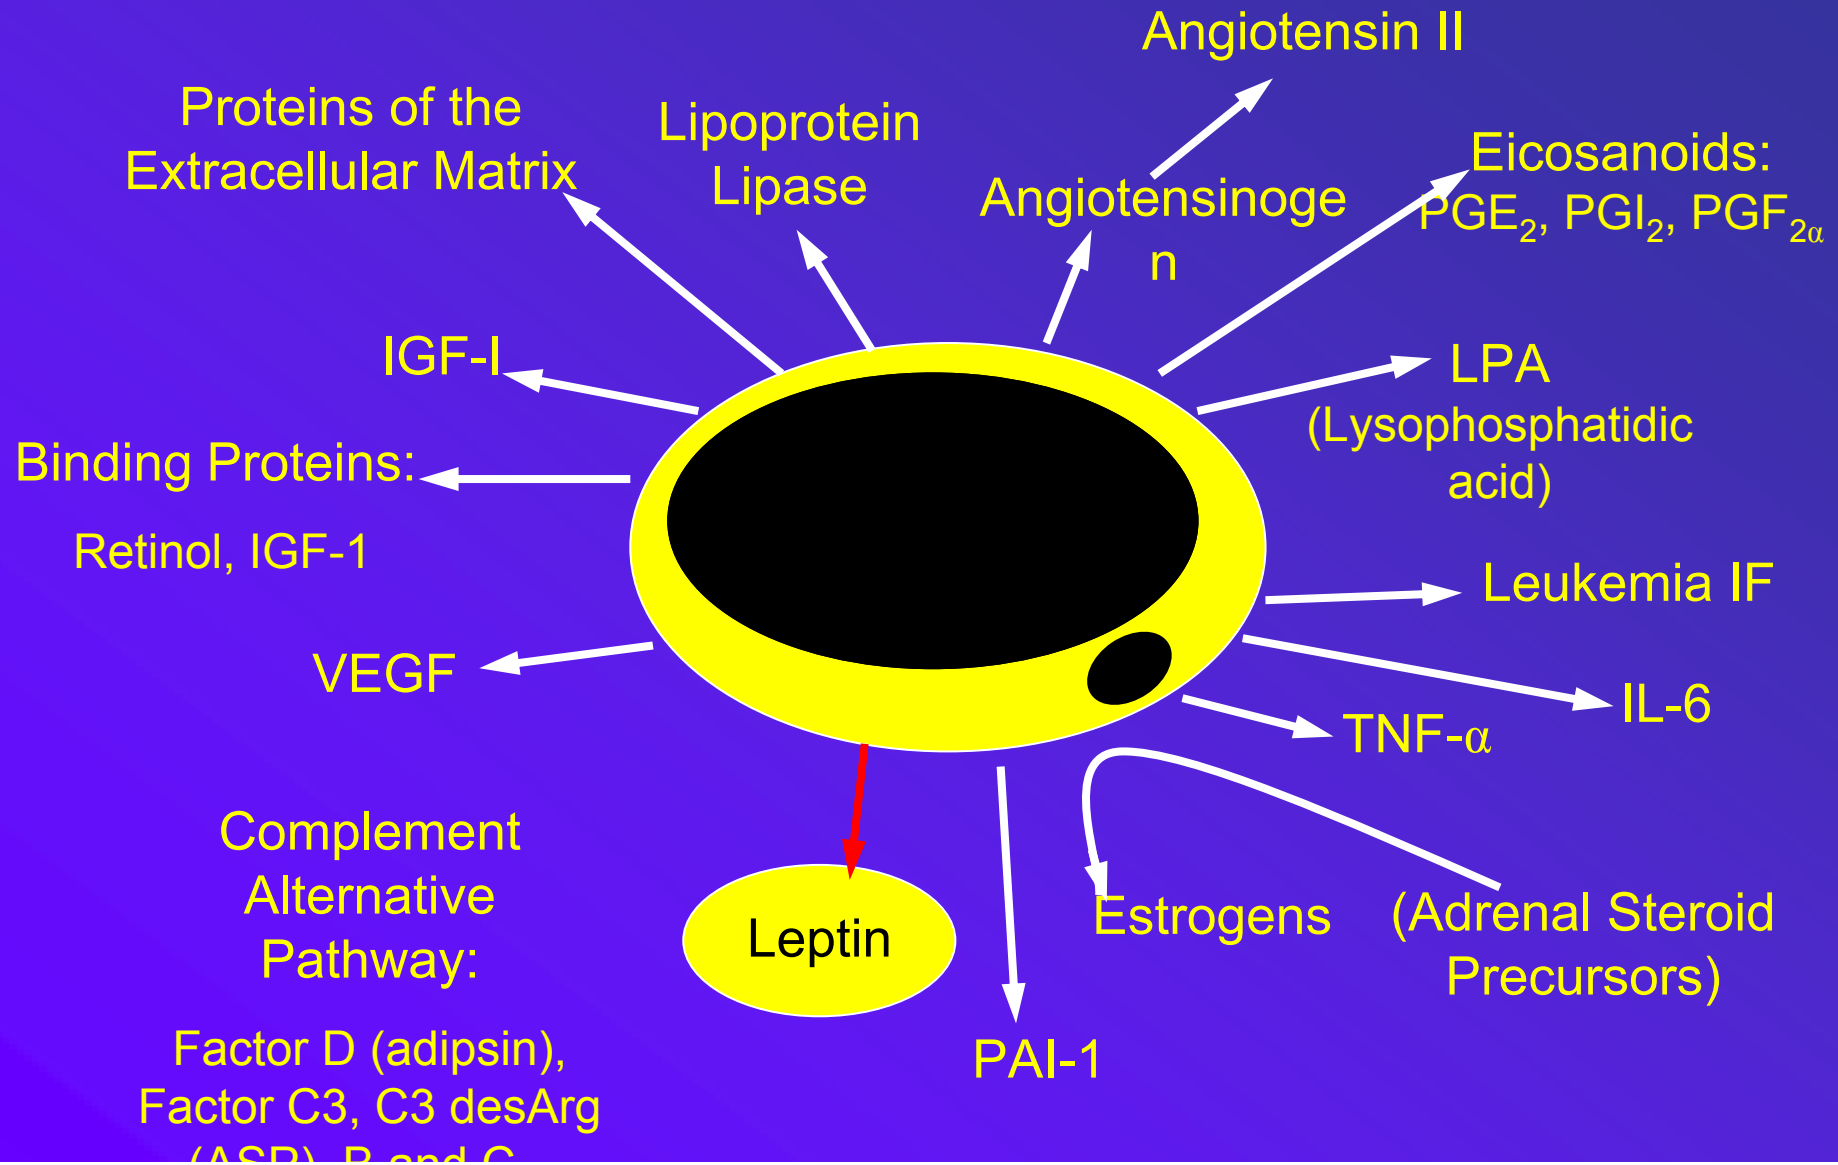 Angiotensin II
Proteins of the
Extracellular Matrix
Lipoprotein
Lipase
Angiotensinoge
n
Eicosanoids:
PGE2, PGI2, PGF2α
IGF-I
LPA
(Lysophosphatidic
acid)
Binding Proteins:
Retinol, IGF-1
Leukemia IF
VEGF
IL-6
TNF-α
Complement
Alternative
Pathway:
Factor D (adipsin),
Factor C3, C3 desArg
(ASP), B and C
Leptin
Estrogens
(Adrenal Steroid
Precursors)
PAI-1